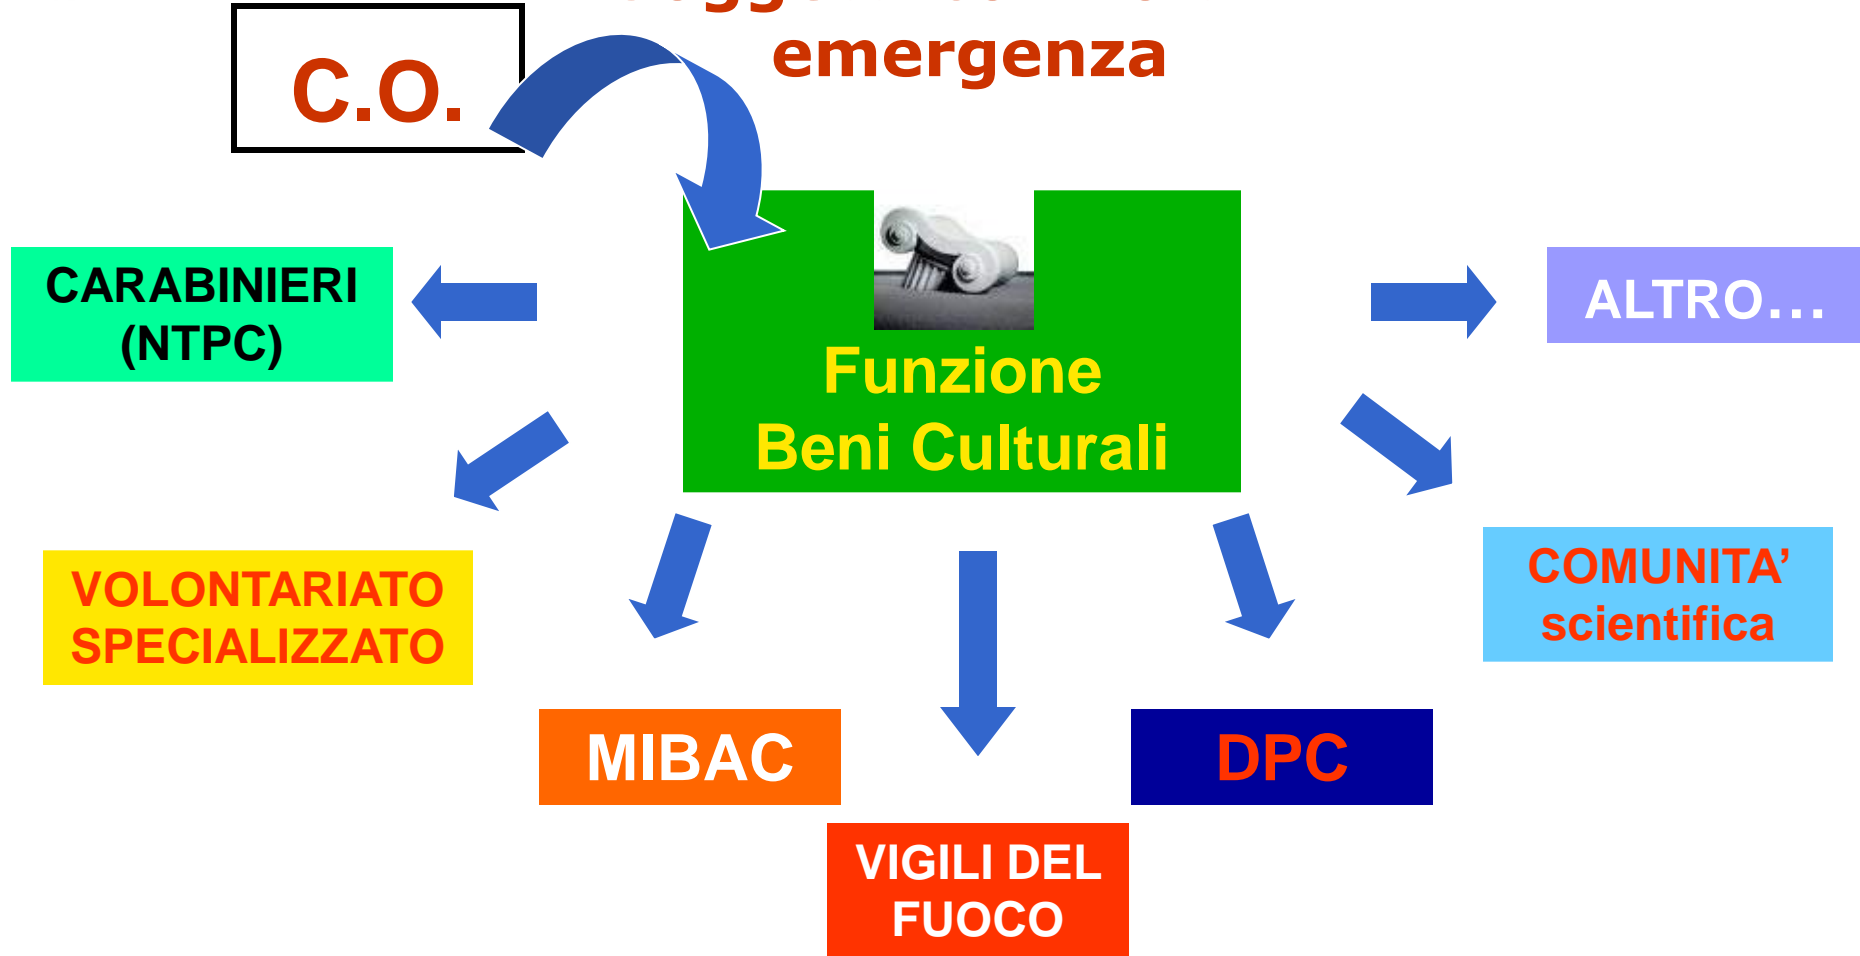 emergenza
C.O.
CARABINIERI
(NTPC)
Funzione
Beni Culturali
ALTRO…
VOLONTARIATO
SPECIALIZZATO
COMUNITA’
scientifica
MIBAC
DPC
VIGILI DEL
FUOCO